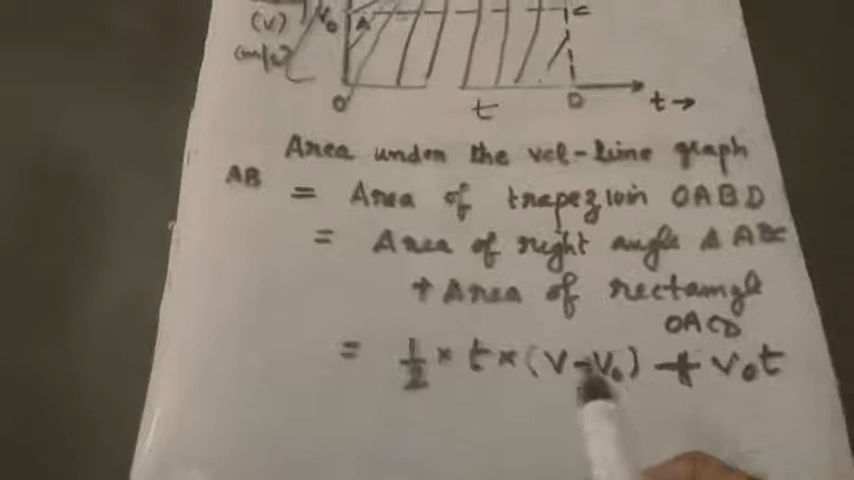 (v) V₀ A C
(m/s)
O t D t →
Area under the vel-time graph
AB = Area of trapezium OABD
= Area of right angle Δ ABC
+ Area of rectangle
OACD
= 1/2 × t × (v - v₀) + v₀t